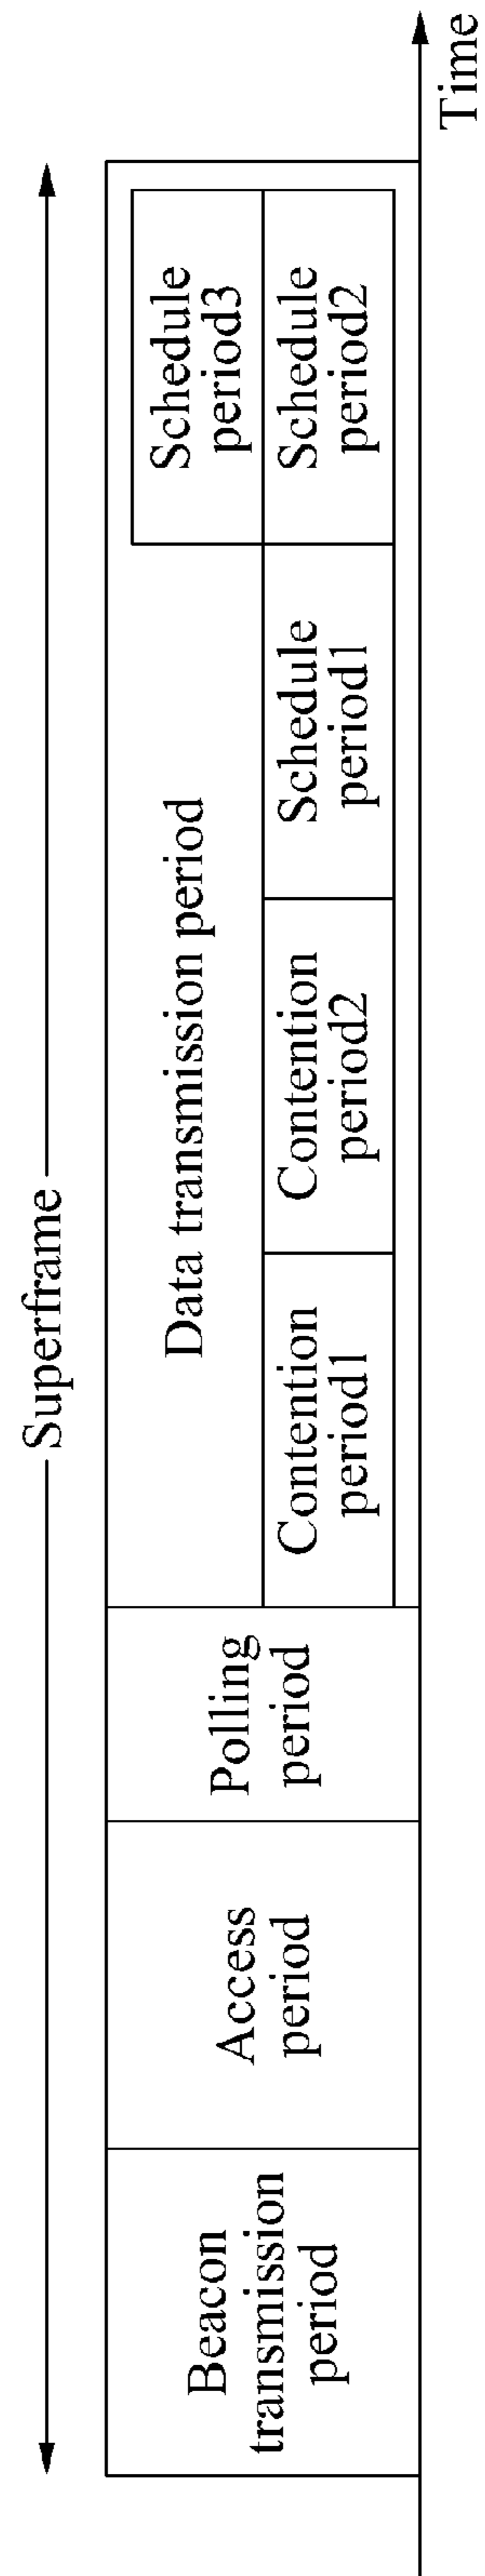 Superframe
Beacon
transmission
period
Access
period
Polling
period
Data transmission period
Contention
period1
Contention
period2
Schedule
period1
Schedule
period3
Schedule
period2
Time